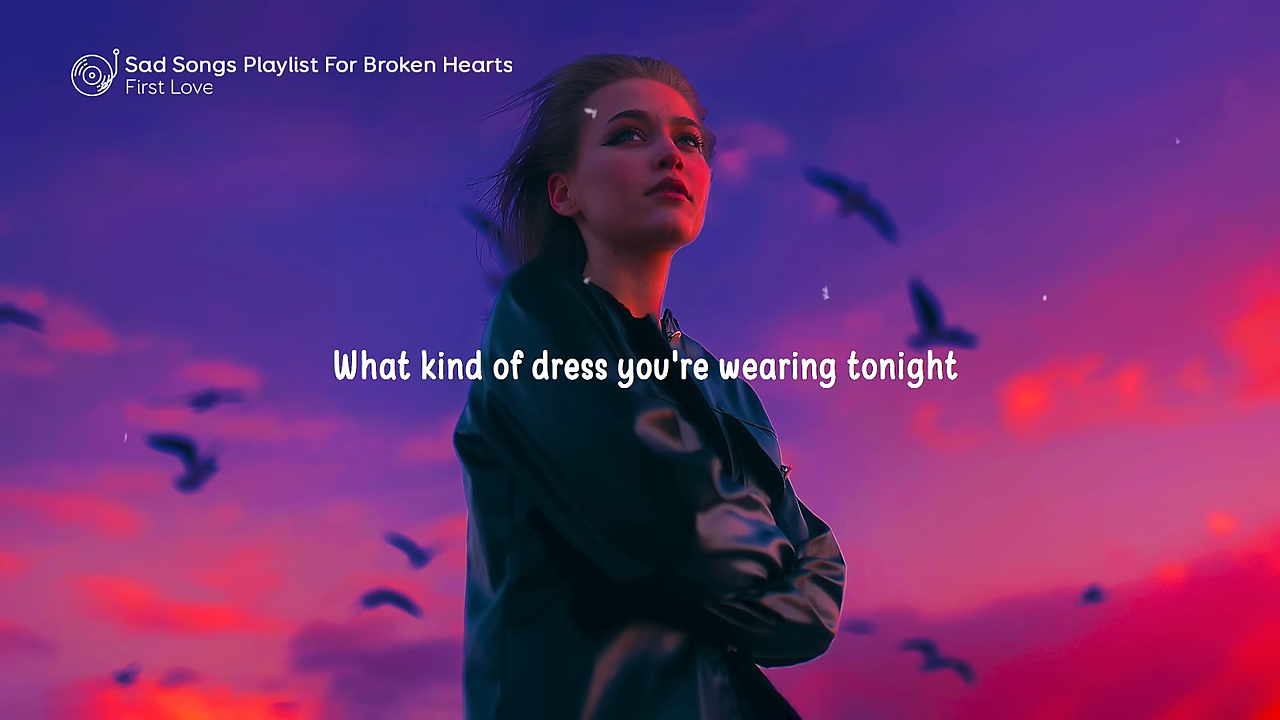 Sad Songs Playlist For Broken Hearts
First Love
What kind of dress you're wearing tonight